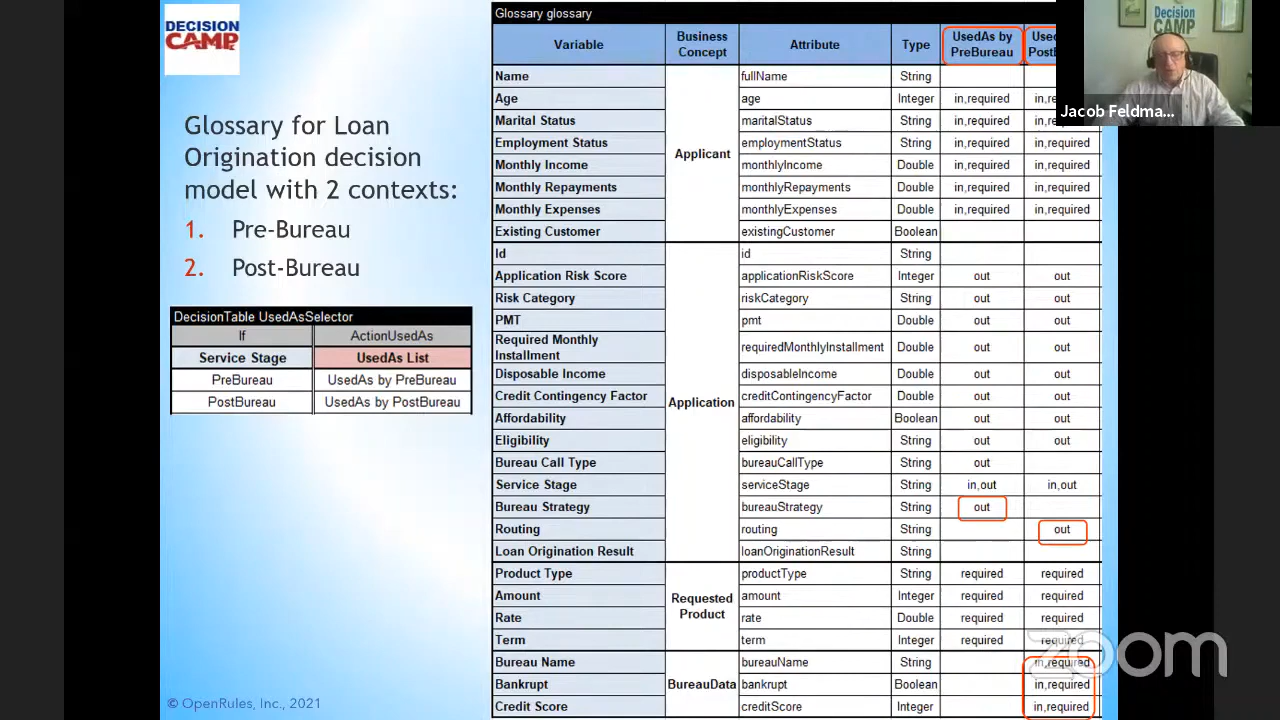 DECISION
CAMP
Glossary for Loan
Origination decision
model with 2 contexts:
1. Pre-Bureau
2. Post-Bureau
DecisionTable UsedAsSelector
If ActionUsedAs
Service Stage UsedAs List
PreBureau UsedAs by PreBureau
PostBureau UsedAs by PostBureau
© OpenRules, Inc., 2021
Glossary glossary
Variable Business Concept Attribute Type UsedAs by PreBureau
Name Applicant fullName String
Age age Integer in,required
Marital Status maritalStatus String in,required in,required
Employment Status employmentStatus String in,required in,required
Monthly Income monthlyIncome Double in,required in,required
Monthly Repayments monthlyRepayments Double in,required in,required
Monthly Expenses monthlyExpenses Double in,required in,required
Existing Customer existingCustomer Boolean
Id Application id String
Application Risk Score applicationRiskScore Integer out out
Risk Category riskCategory String out out
PMT pmt Double out out
Required Monthly Installment requiredMonthlyInstallment Double out out
Disposable Income disposableIncome Double out out
Credit Contingency Factor creditContingencyFactor Double out out
Affordability affordability Boolean out out
Eligibility eligibility String out out
Bureau Call Type bureauCallType String out
Service Stage serviceStage String in,out in,out
Bureau Strategy bureauStrategy String out
Routing routing String out
Loan Origination Result loanOriginationResult String
Product Type Requested Product productType String required required
Amount amount Integer required required
Rate rate Double required required
Term term Integer required required
Bureau Name BureauData bureauName String in,required
Bankrupt bankrupt Boolean in,required
Credit Score creditScore Integer in,required
Decision
CAMP
Jacob Feldma...
zoom